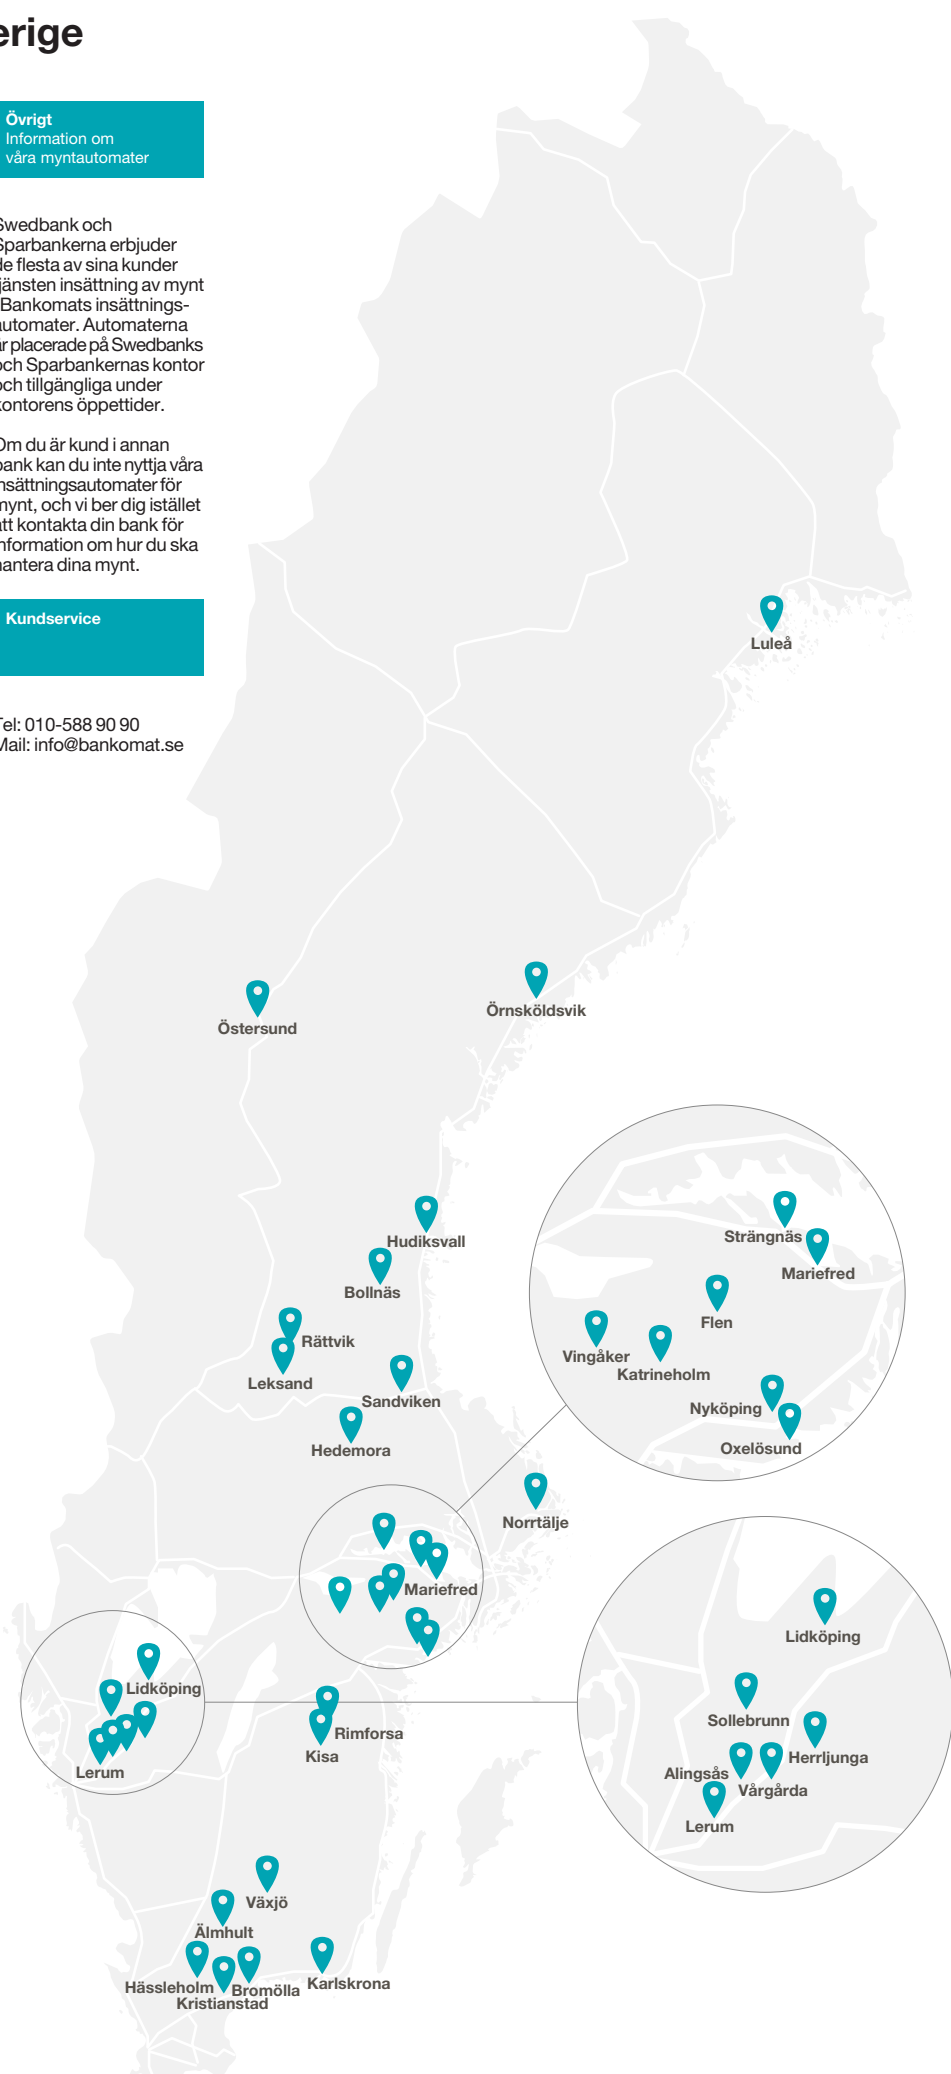 erige
Övrigt
Information om
våra myntautomater
Swedbank och
Sparbankerna erbjuder
de flesta av sina kunder
tjänsten insättning av mynt
Bankomats insättnings-
automater. Automaterna
är placerade på Swedbanks
och Sparbankernas kontor
och tillgängliga under
kontorens öppettider.
Om du är kund i annan
bank kan du inte nyttja våra
insättningsautomater för
mynt, och vi ber dig istället
att kontakta din bank för
information om hur du ska
hantera dina mynt.
Kundservice
Tel: 010-588 90 90
Mail: info@bankomat.se
Luleå
Örnsköldsvik
Östersund
Hudiksvall
Bollnäs
Rättvik
Leksand
Sandviken
Hedemora
Norrtälje
Mariefred
Lidköping
Lerum
Rimforsa
Kisa
Växjö
Älmhult
Hässleholm
Bromölla
Kristianstad
Karlskrona
Strängnäs
Mariefred
Flen
Vingåker
Katrineholm
Nyköping
Oxelösund
Lidköping
Sollebrunn
Herrljunga
Alingsås
Vårgårda
Lerum